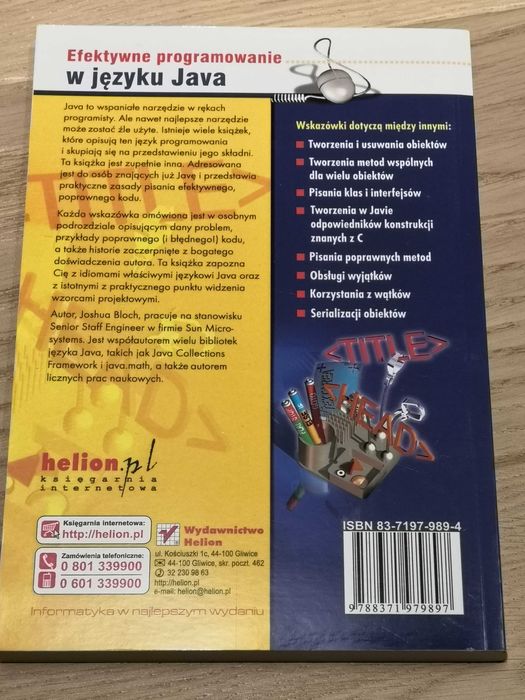 Efektywne programowanie
w języku Java
Java to wspaniałe narzędzie w rękach
programisty. Ale nawet najlepsze narzędzie
może zostać źle użyte. Istnieje wiele książek,
które opisują ten język programowania
i skupiają się na przedstawieniu jego składni.
Ta książka jest zupełnie inna. Adresowana
jest do osób znających już Javę i przedstawia
praktyczne zasady pisania efektywnego,
poprawnego kodu.
Każda wskazówka omówiona jest w osobnym
podrozdziale opisującym dany problem,
przykłady poprawnego (i błędnego!) kodu,
a także historie zaczerpnięte z bogatego
doświadczenia autora. Ta książka zapozna
Cię z idiomami właściwymi językowi Java oraz
z istotnymi z praktycznego punktu widzenia
wzorcami projektowymi.
Autor, Joshua Bloch, pracuje na stanowisku
Senior Staff Engineer w firmie Sun Micro-
systems. Jest współautorem wielu bibliotek
języka Java, takich jak Java Collections
Framework i java.math, a także autorem
licznych prac naukowych.
Wskazówki dotyczą między innymi:
Tworzenia i usuwania obiektów
Tworzenia metod wspólnych
dla wielu obiektów
Pisania klas i interfejsów
Tworzenia w Javie
odpowiedników konstrukcji
znanych z C
Pisania poprawnych metod
Obsługi wyjątków
Korzystania z wątków
Serializacji obiektów
<TITLE>
<HEAD>
helion.pl
księgarnia
internetowa
Księgarnia internetowa:
http://helion.pl
Zamówienia telefoniczne:
0 801 339900
0 601 339900
Wydawnictwo
Helion
ul. Kościuszki 1c, 44-100 Gliwice
44-100 Gliwice, skr. poczt. 462
32 230 98 63
http://helion.pl
e-mail: helion@helion.pl
Informatyka w najlepszym wydaniu
ISBN 83-7197-989-4
9 788371 979897